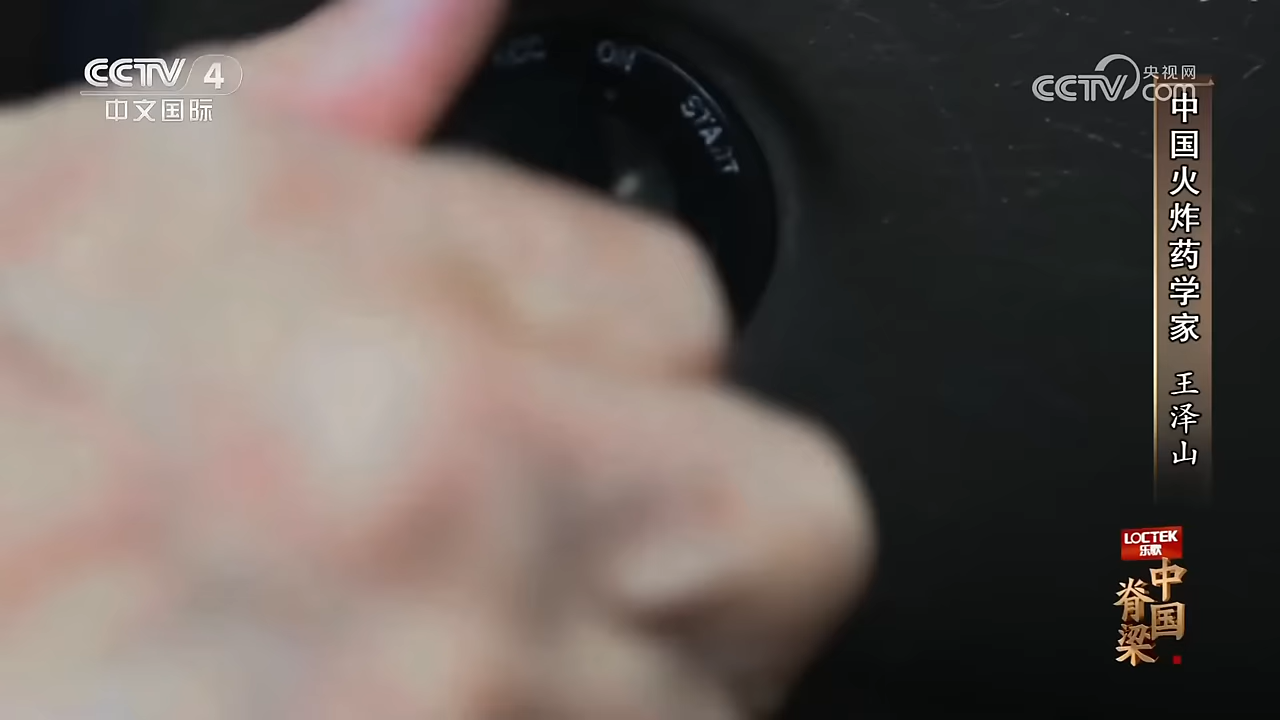 CCTV 4
中文国际
CCTV 央视网
com
ON
START
中国火炸药学家 王泽山
LOCTEK
乐歌
中国
脊梁